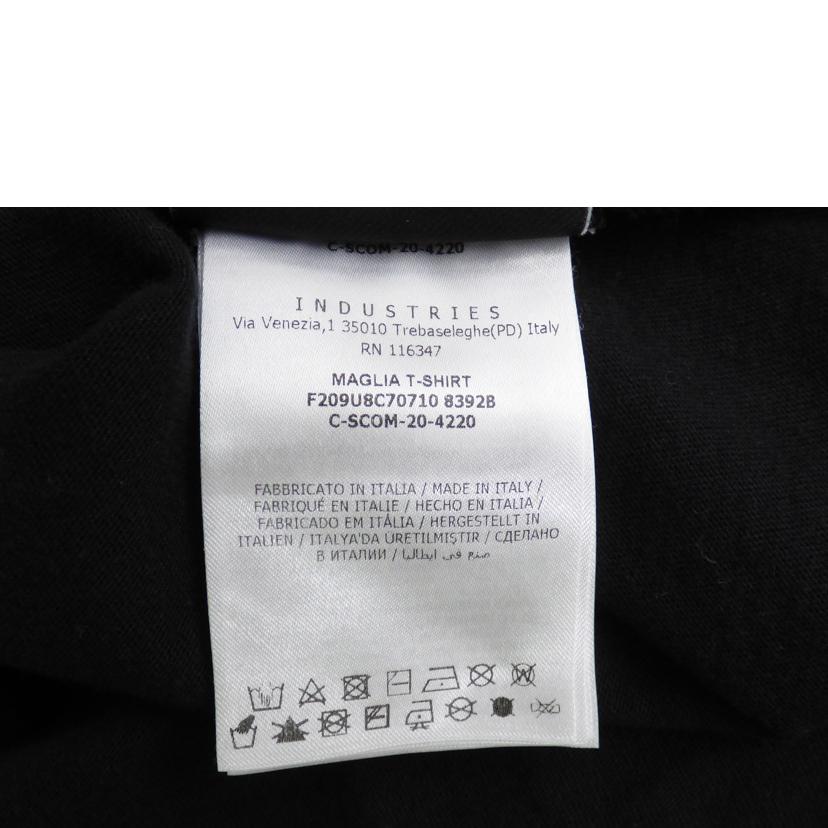 C-SCOM-20-4220
INDUSTRIES
Via Venezia,1 35010 Trebaseleghe(PD) Italy
RN 116347
MAGLIA T-SHIRT
F209U8C70710 8392B
C-SCOM-20-4220
FABBRICATO IN ITALIA / MADE IN ITALY /
FABRIQUÉ EN ITALIE / HECHO EN ITALIA /
FABRICADO EM ITÁLIA / HERGESTELLT IN
ITALIEN / ITALYA'DA ÜRETILMIŞTIR / СДЕЛАНО
В ИТАЛИИ / صنع في ايطاليا
W